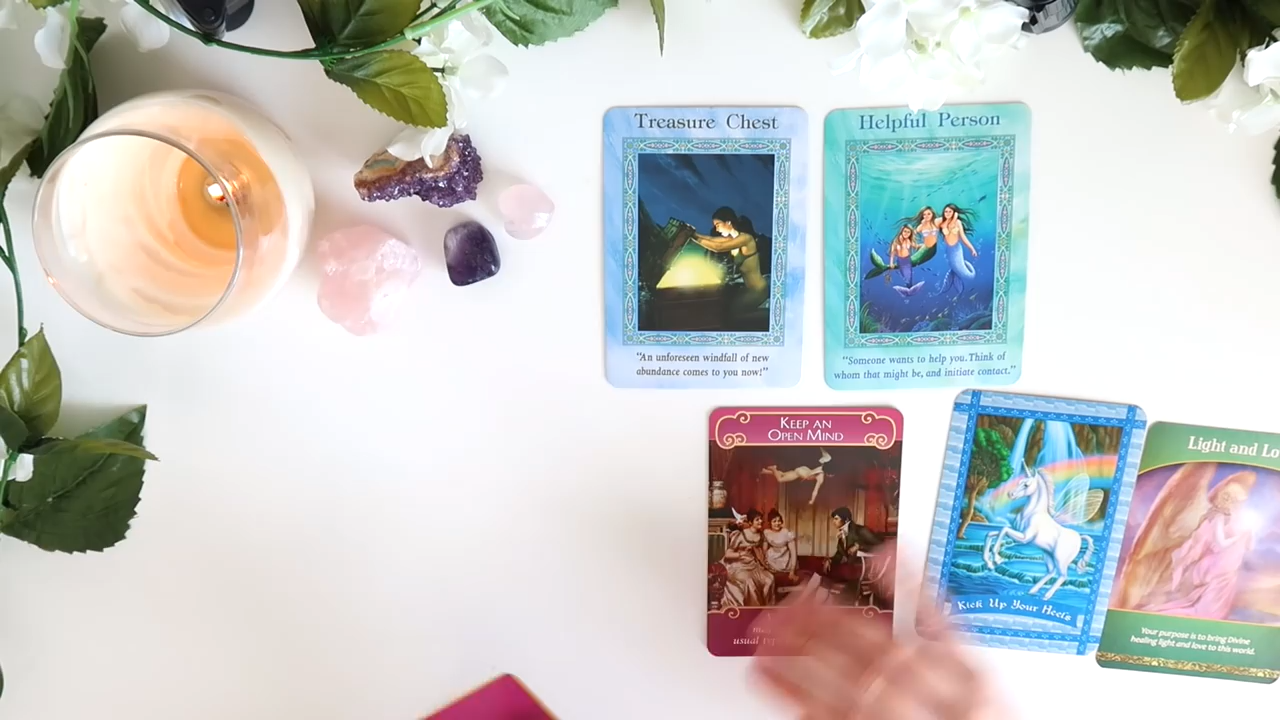 Treasure Chest
"An unforeseen windfall of new
abundance comes to you now!"
Helpful Person
"Someone wants to help you. Think of
whom that might be, and initiate contact."
KEEP AN
OPEN MIND
usual
Kick Up Your Heels
Light and Lo
Your purpose is to bring Divine
healing light and love to this world.